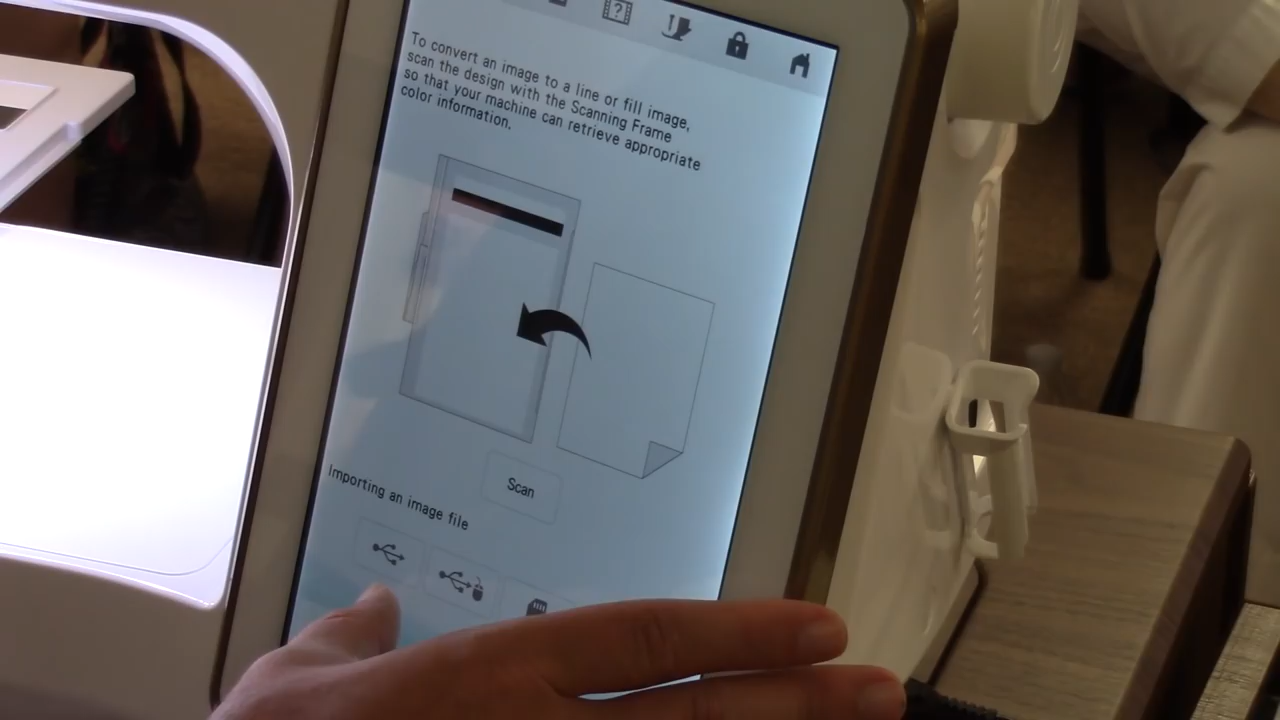 To convert an image to a line or fill image,
scan the design with the Scanning Frame
so that your machine can retrieve appropriate
color information.
Scan
Importing an image file